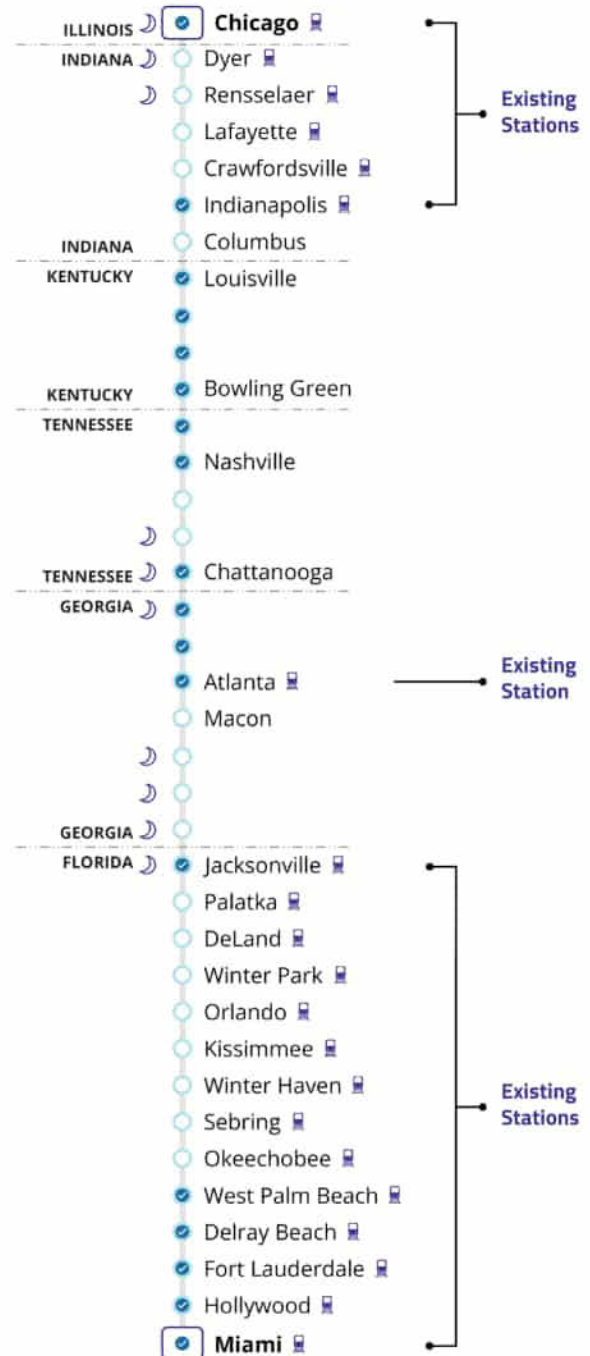 ILLINOIS Chicago
INDIANA Dyer
Rensselaer
Existing
Stations
Lafayette
Crawfordsville
Indianapolis
INDIANA Columbus
KENTUCKY Louisville
KENTUCKY Bowling Green
TENNESSEE
Nashville
TENNESSEE Chattanooga
GEORGIA
Atlanta
Existing
Station
Macon
GEORGIA
FLORIDA Jacksonville
Palatka
DeLand
Winter Park
Orlando
Kissimmee
Winter Haven
Existing
Stations
Sebring
Okeechobee
West Palm Beach
Delray Beach
Fort Lauderdale
Hollywood
Miami